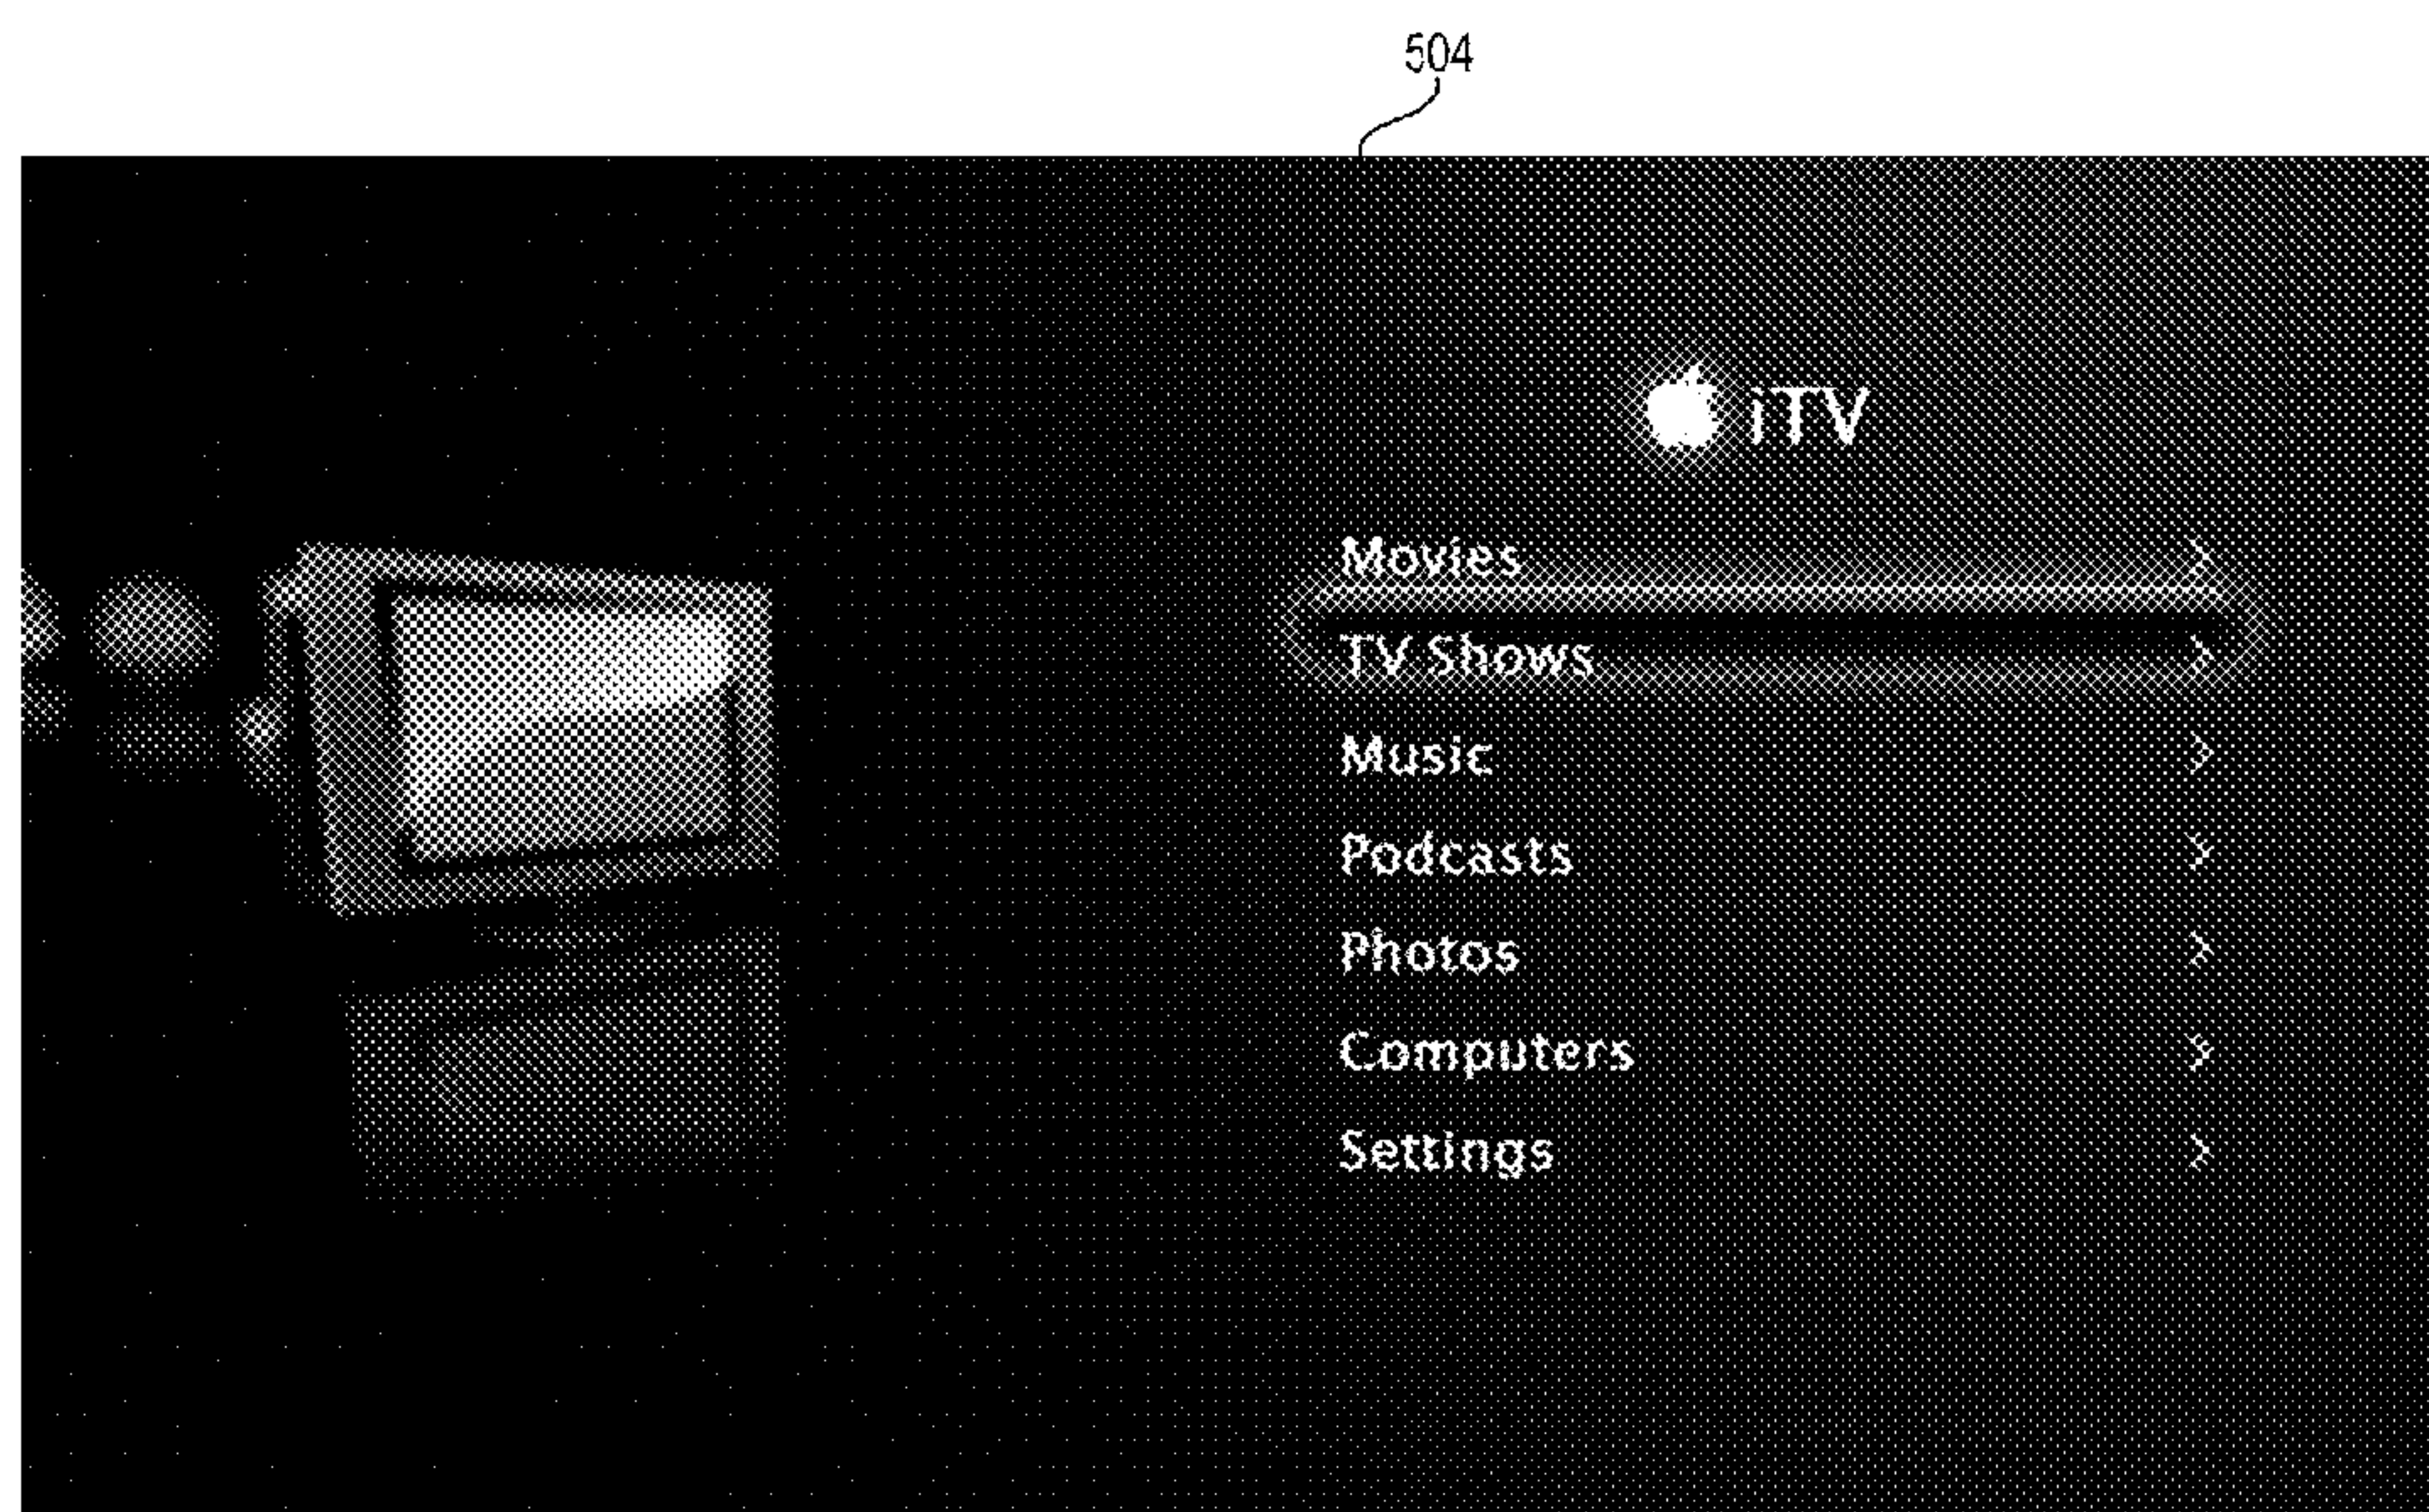 504
iTV
Movies
TV Shows
Music
Podcasts
Photos
Computers
Settings